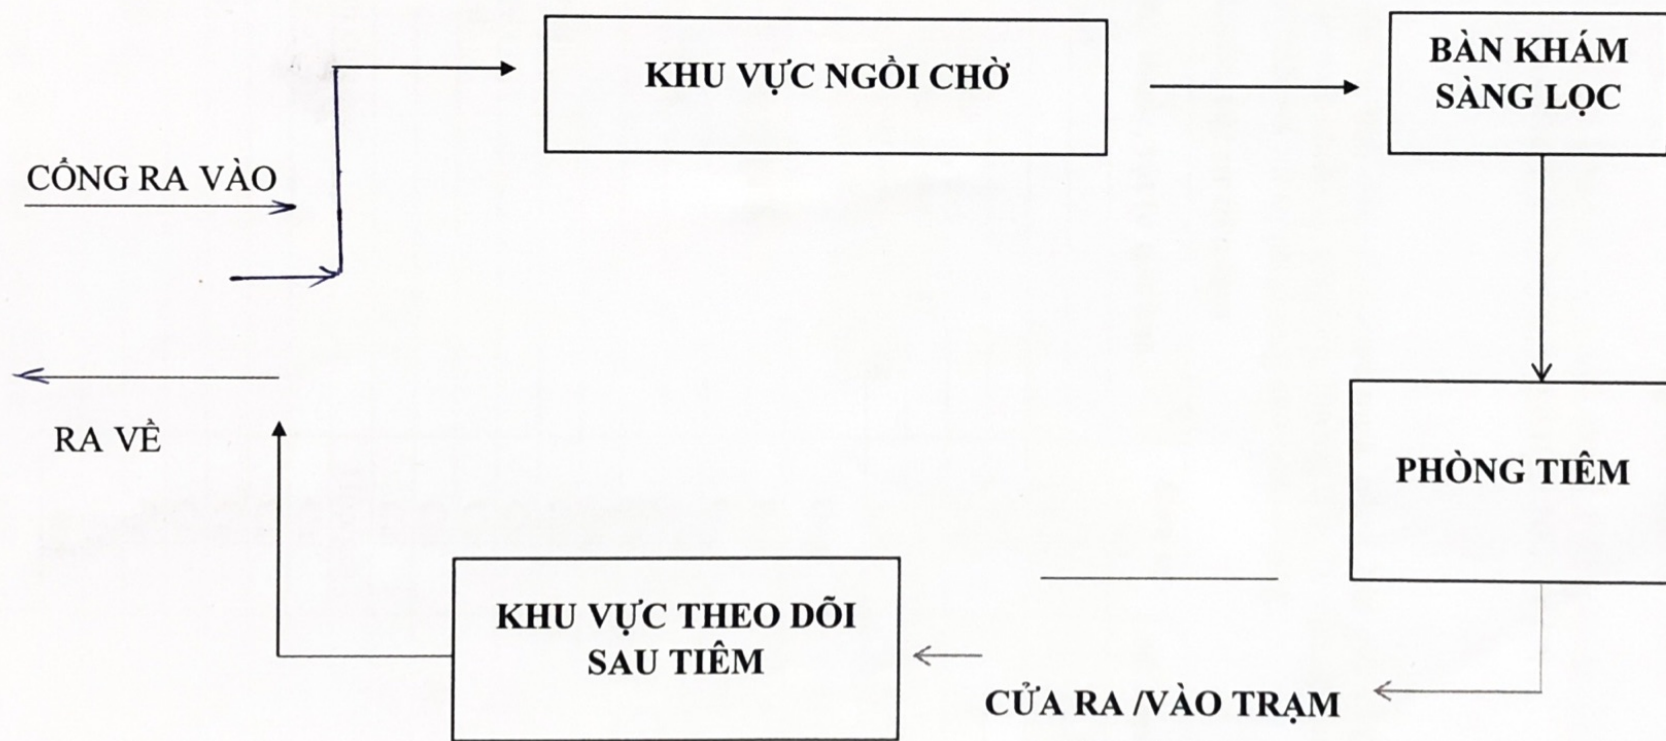 KHU VỰC NGỒI CHỜ
BÀN KHÁM
SÀNG LỌC
CỔNG RA VÀO
RA VỀ
PHÒNG TIÊM
KHU VỰC THEO DÕI
SAU TIÊM
CỬA RA /VÀO TRẠM